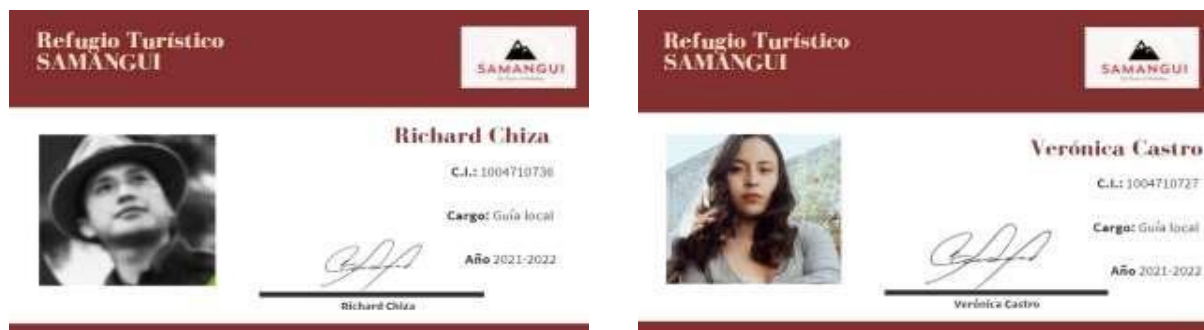 Refugio Turístico
SAMANGUI
SAMANGUI
Richard Chiza
C.I.: 1004710736
Cargo: Guía local
Año 2021-2022
Richard Chiza
Refugio Turístico
SAMANGUI
SAMANGUI
Verónica Castro
C.I.: 1004710727
Cargo: Guía local
Año 2021-2022
Verónica Castro